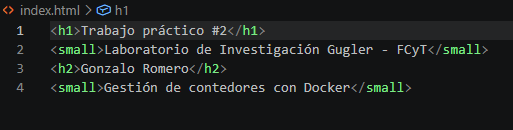 index.html > h1
1 <h1>Trabajo práctico #2</h1>
2 <small>Laboratorio de Investigación Gugler - FCyT</small>
3 <h2>Gonzalo Romero</h2>
4 <small>Gestión de contedores con Docker</small>